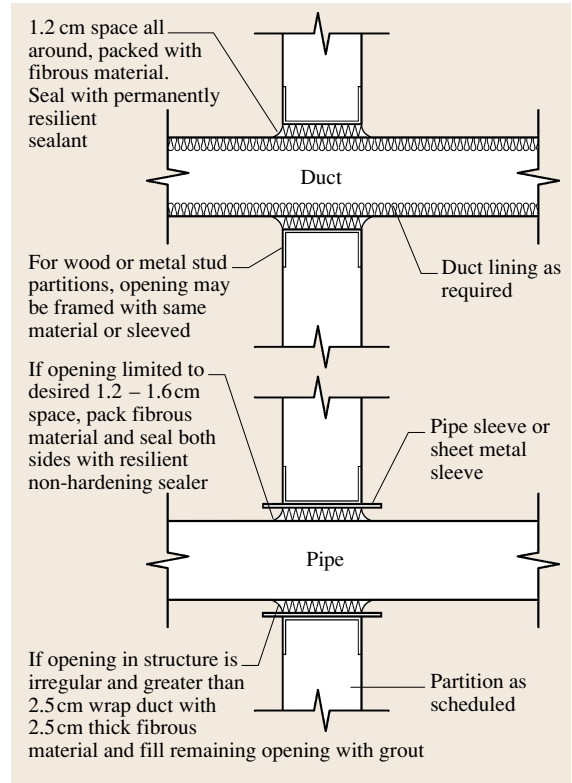 1.2 cm space all
around, packed with
fibrous material.
Seal with permanently
resilient
sealant
Duct
For wood or metal stud
partitions, opening may
be framed with same
material or sleeved
Duct lining as
required
If opening limited to
desired 1.2 – 1.6 cm
space, pack fibrous
material and seal both
sides with resilient
non-hardening sealer
Pipe sleeve or
sheet metal
sleeve
Pipe
If opening in structure is
irregular and greater than
2.5 cm wrap duct with
2.5 cm thick fibrous
material and fill remaining opening with grout
Partition as
scheduled